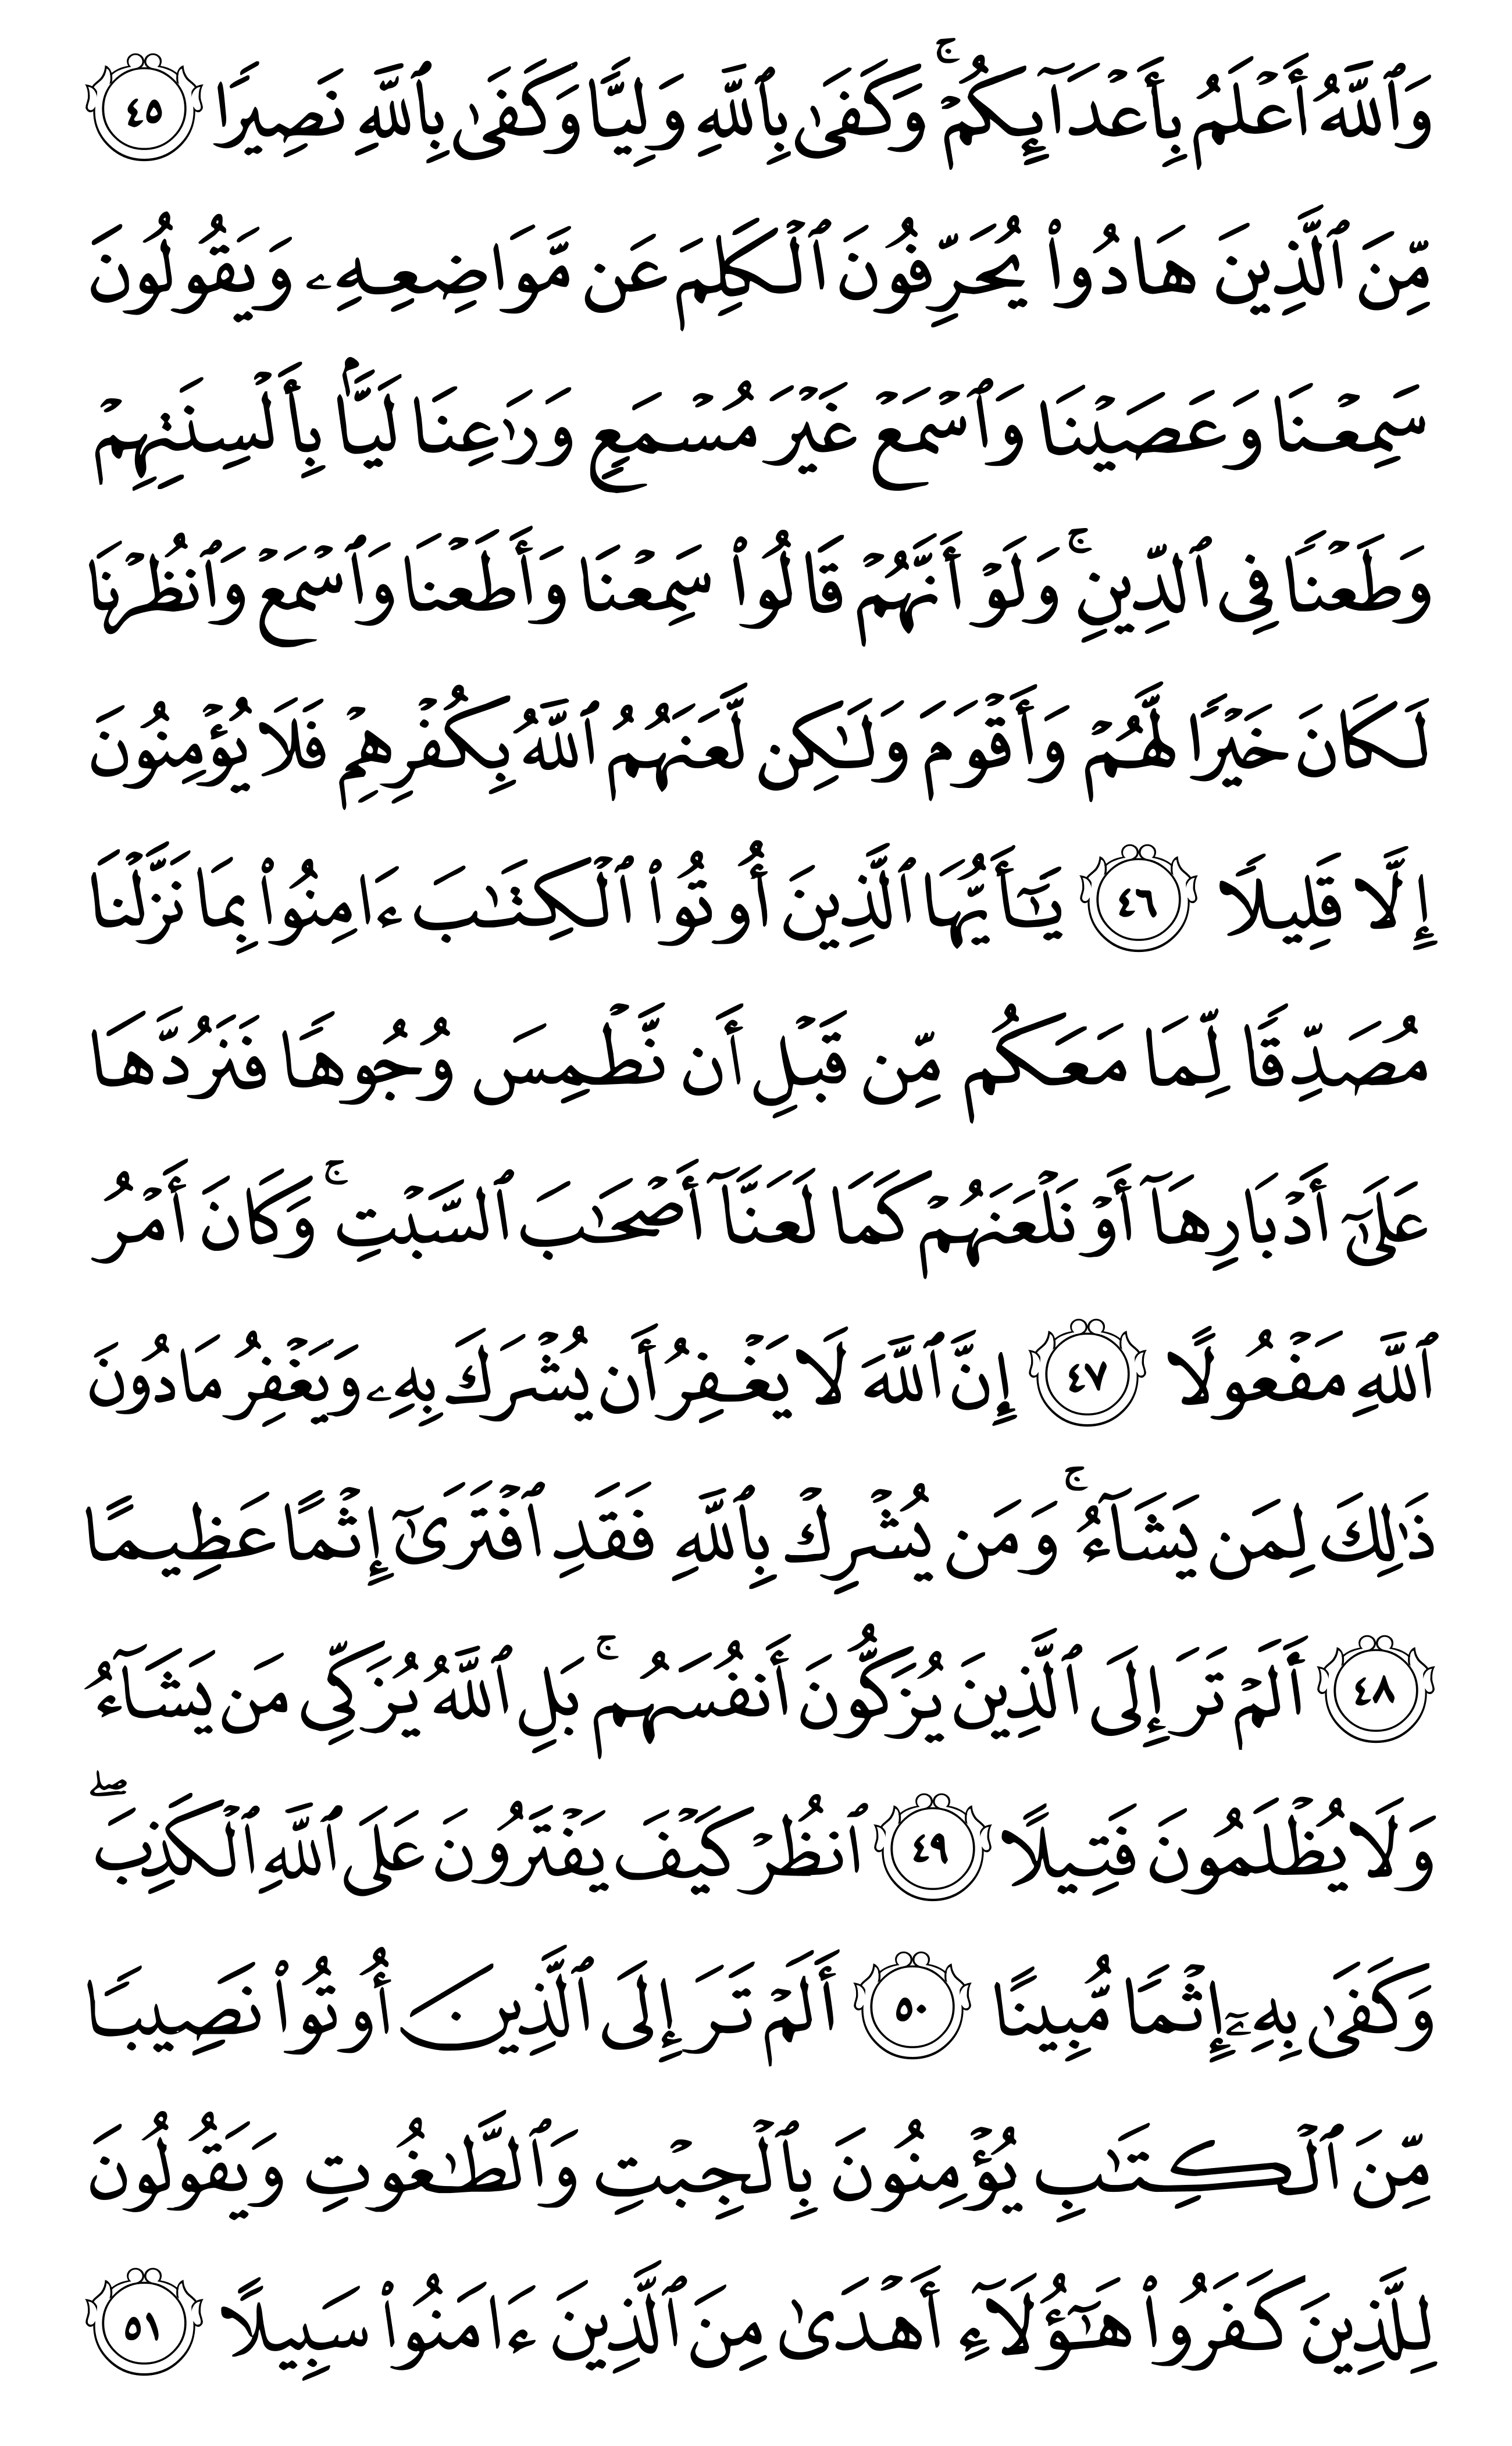 وَٱللَّهُ أَعۡلَمُ بِأَعۡدَآئِكُمۡۚ وَكَفَىٰ بِٱللَّهِ وَلِيّٗا وَكَفَىٰ بِٱللَّهِ نَصِيرٗا ٤٥
مِّنَ ٱلَّذِينَ هَادُواْ يُحَرِّفُونَ ٱلۡكَلِمَ عَن مَّوَاضِعِهِۦ وَيَقُولُونَ
سَمِعۡنَا وَعَصَيۡنَا وَٱسۡمَعۡ غَيۡرَ مُسۡمَعٖ وَرَٰعِنَا لَيَّۢا بِأَلۡسِنَتِهِمۡ
وَطَعۡنٗا فِي ٱلدِّينِۚ وَلَوۡ أَنَّهُمۡ قَالُواْ سَمِعۡنَا وَأَطَعۡنَا وَٱسۡمَعۡ وَٱنظُرۡنَا
لَكَانَ خَيۡرٗا لَّهُمۡ وَأَقۡوَمَ وَلَٰكِن لَّعَنَهُمُ ٱللَّهُ بِكُفۡرِهِمۡ فَلَا يُؤۡمِنُونَ
إِلَّا قَلِيلٗا ٤٦ يَٰٓأَيُّهَا ٱلَّذِينَ أُوتُواْ ٱلۡكِتَٰبَ ءَامِنُواْ بِمَا نَزَّلۡنَا
مُصَدِّقٗا لِّمَا مَعَكُم مِّن قَبۡلِ أَن نَّطۡمِسَ وُجُوهٗا فَنَرُدَّهَا
عَلَىٰٓ أَدۡبَارِهَآ أَوۡ نَلۡعَنَهُمۡ كَمَا لَعَنَّآ أَصۡحَٰبَ ٱلسَّبۡتِۚ وَكَانَ أَمۡرُ
ٱللَّهِ مَفۡعُولًا ٤٧ إِنَّ ٱللَّهَ لَا يَغۡفِرُ أَن يُشۡرَكَ بِهِۦ وَيَغۡفِرُ مَا دُونَ
ذَٰلِكَ لِمَن يَشَآءُۚ وَمَن يُشۡرِكۡ بِٱللَّهِ فَقَدِ ٱفۡتَرَىٰٓ إِثۡمًا عَظِيمًا
٤٨ أَلَمۡ تَرَ إِلَى ٱلَّذِينَ يُزَكُّونَ أَنفُسَهُمۚ بَلِ ٱللَّهُ يُزَكِّي مَن يَشَآءُ
وَلَا يُظۡلَمُونَ فَتِيلًا ٤٩ ٱنظُرۡ كَيۡفَ يَفۡتَرُونَ عَلَى ٱللَّهِ ٱلۡكَذِبَۖ
وَكَفَىٰ بِهِۦٓ إِثۡمٗا مُّبِينًا ٥٠ أَلَمۡ تَرَ إِلَى ٱلَّذِينَ أُوتُواْ نَصِيبٗا
مِّنَ ٱلۡكِتَٰبِ يُؤۡمِنُونَ بِٱلۡجِبۡتِ وَٱلطَّٰغُوتِ وَيَقُولُونَ
لِلَّذِينَ كَفَرُواْ هَٰٓؤُلَآءِ أَهۡدَىٰ مِنَ ٱلَّذِينَ ءَامَنُواْ سَبِيلًا ٥١